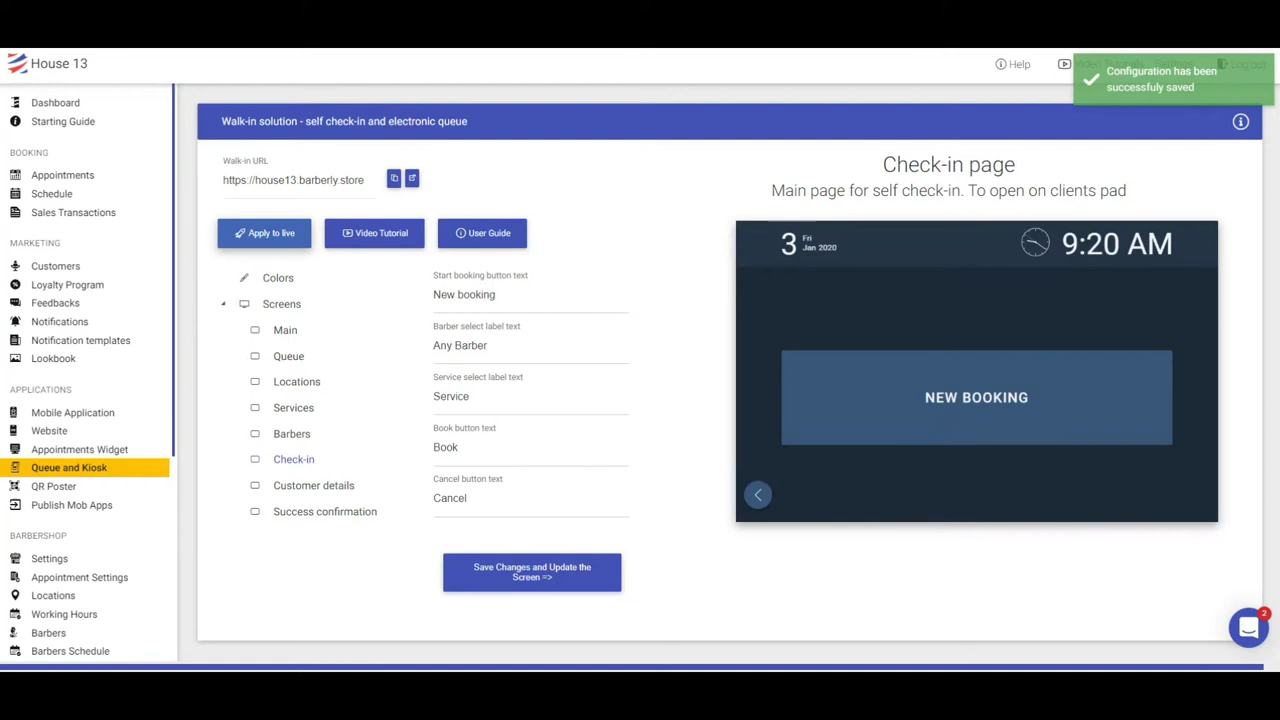 House 13
Help
Video Tutorials
Settings
Log out
Configuration has been
successfuly saved
Dashboard
Starting Guide
BOOKING
Appointments
Schedule
Sales Transactions
MARKETING
Customers
Loyalty Program
Feedbacks
Notifications
Notification templates
Lookbook
APPLICATIONS
Mobile Application
Website
Appointments Widget
Queue and Kiosk
QR Poster
Publish Mob Apps
BARBERSHOP
Settings
Appointment Settings
Locations
Working Hours
Barbers
Barbers Schedule
Walk-in solution - self check-in and electronic queue
Walk-in URL
https://house13.barberly.store
Apply to live
Video Tutorial
User Guide
Colors
Screens
Main
Queue
Locations
Services
Barbers
Check-in
Customer details
Success confirmation
Start booking button text
New booking
Barber select label text
Any Barber
Service select label text
Service
Book button text
Book
Cancel button text
Cancel
Save Changes and Update the
Screen =>
Check-in page
Main page for self check-in. To open on clients pad
3 Fri
Jan 2020
9:20 AM
NEW BOOKING
2